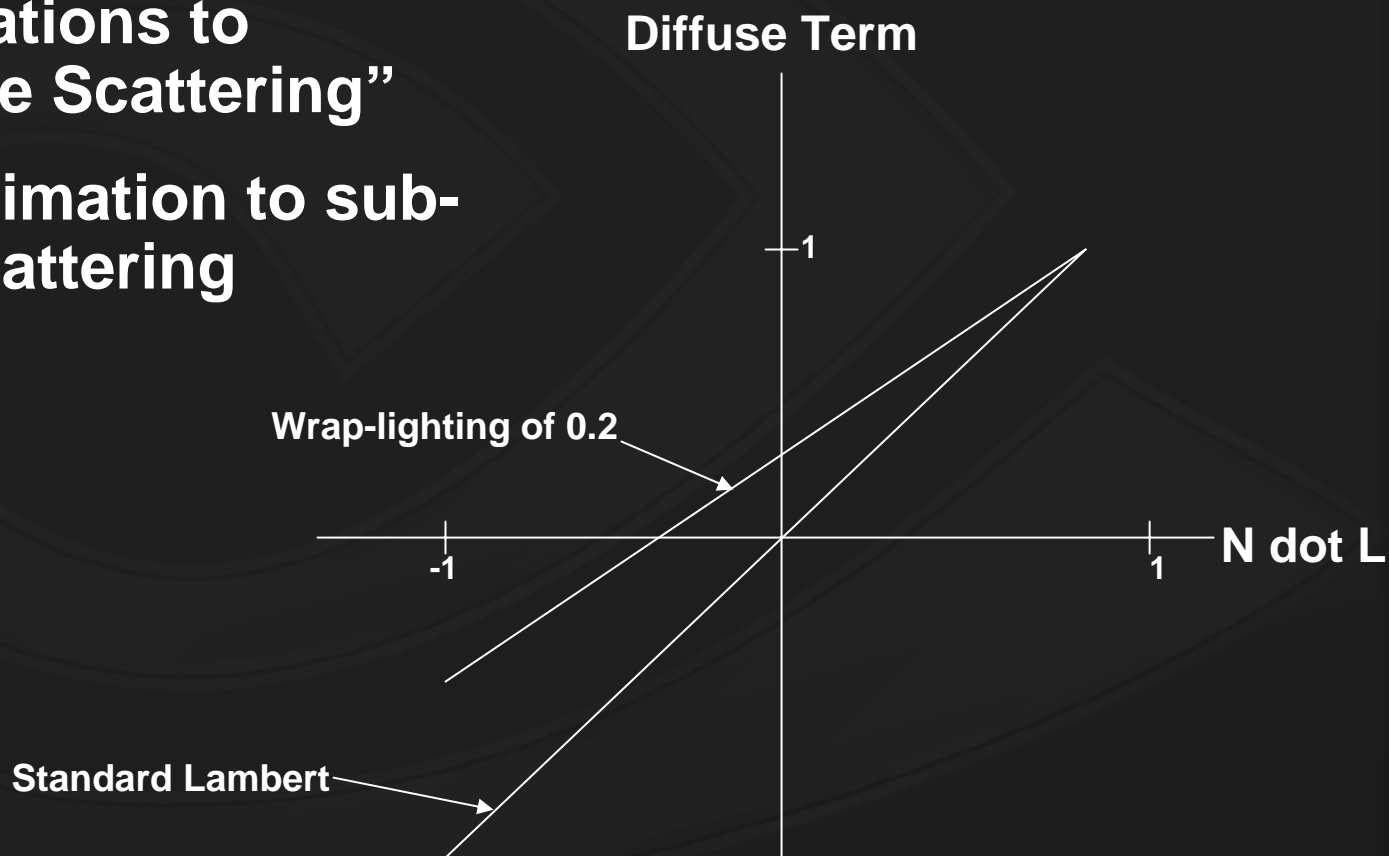 ations to
e Scattering”
imation to sub-
attering
Diffuse Term
1
Wrap-lighting of 0.2
-1
1
N dot L
Standard Lambert